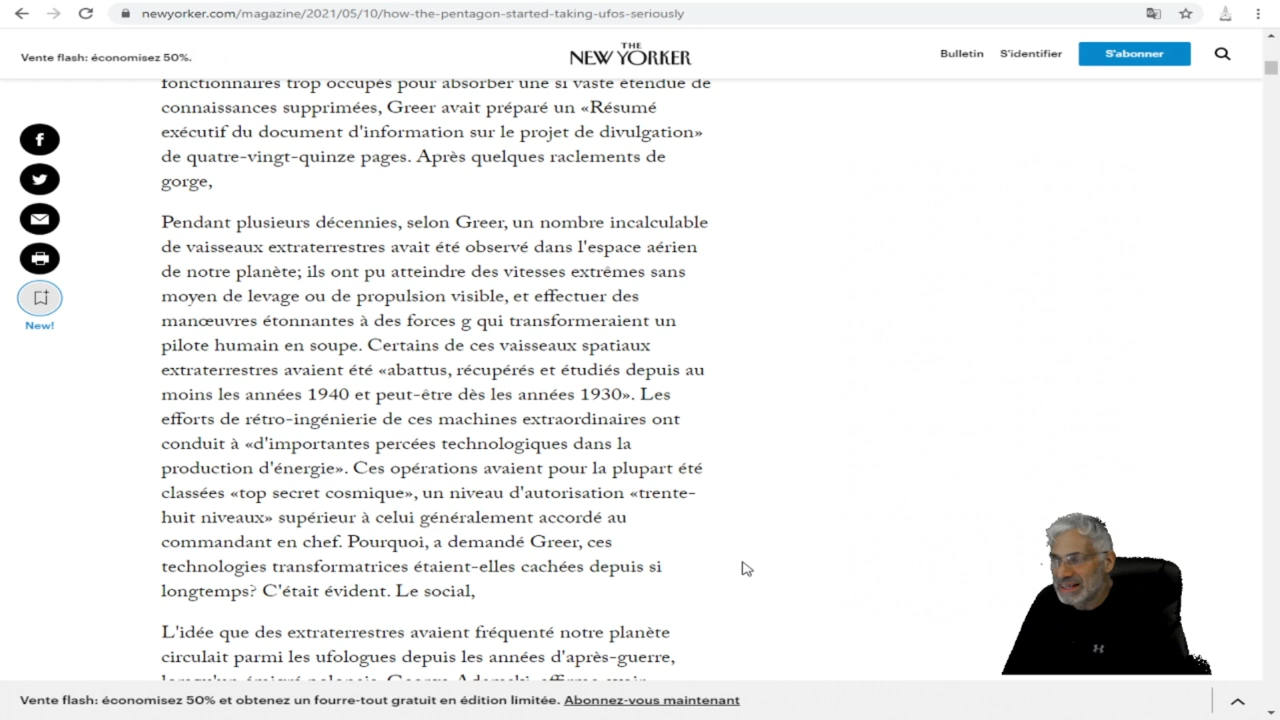 newyorker.com/magazine/2021/05/10/how-the-pentagon-started-taking-ufos-seriously
Vente flash: économisez 50%.
THE
NEW YORKER
Bulletin
S'identifier
S'abonner
fonctionnaires trop occupés pour absorber une si vaste étendue de
connaissances supprimées, Greer avait préparé un «Résumé
exécutif du document d'information sur le projet de divulgation»
de quatre-vingt-quinze pages. Après quelques raclements de
gorge,
Pendant plusieurs décennies, selon Greer, un nombre incalculable
de vaisseaux extraterrestres avait été observé dans l'espace aérien
de notre planète; ils ont pu atteindre des vitesses extrêmes sans
moyen de levage ou de propulsion visible, et effectuer des
manœuvres étonnantes à des forces g qui transformeraient un
pilote humain en soupe. Certains de ces vaisseaux spatiaux
extraterrestres avaient été «abattus, récupérés et étudiés depuis au
moins les années 1940 et peut-être dès les années 1930». Les
efforts de rétro-ingénierie de ces machines extraordinaires ont
conduit à «d'importantes percées technologiques dans la
production d'énergie». Ces opérations avaient pour la plupart été
classées «top secret cosmique», un niveau d'autorisation «trente-
huit niveaux» supérieur à celui généralement accordé au
commandant en chef. Pourquoi, a demandé Greer, ces
technologies transformatrices étaient-elles cachées depuis si
longtemps? C'était évident. Le social,
L'idée que des extraterrestres avaient fréquenté notre planète
circulait parmi les ufologues depuis les années d'après-guerre,
lorsqu'un émigré polonais, George Adamski, affirme avoir
New!
Vente flash: économisez 50% et obtenez un fourre-tout gratuit en édition limitée. Abonnez-vous maintenant